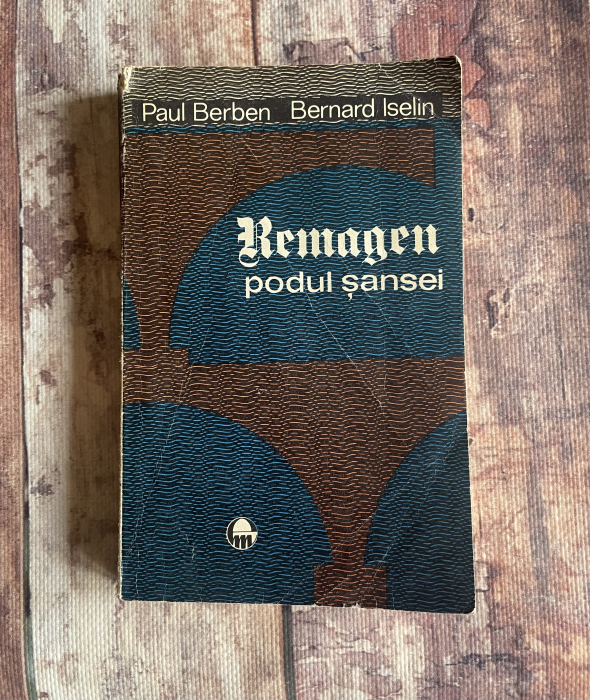 Paul Berben Bernard Iselin
Remagen
podul șansei
m